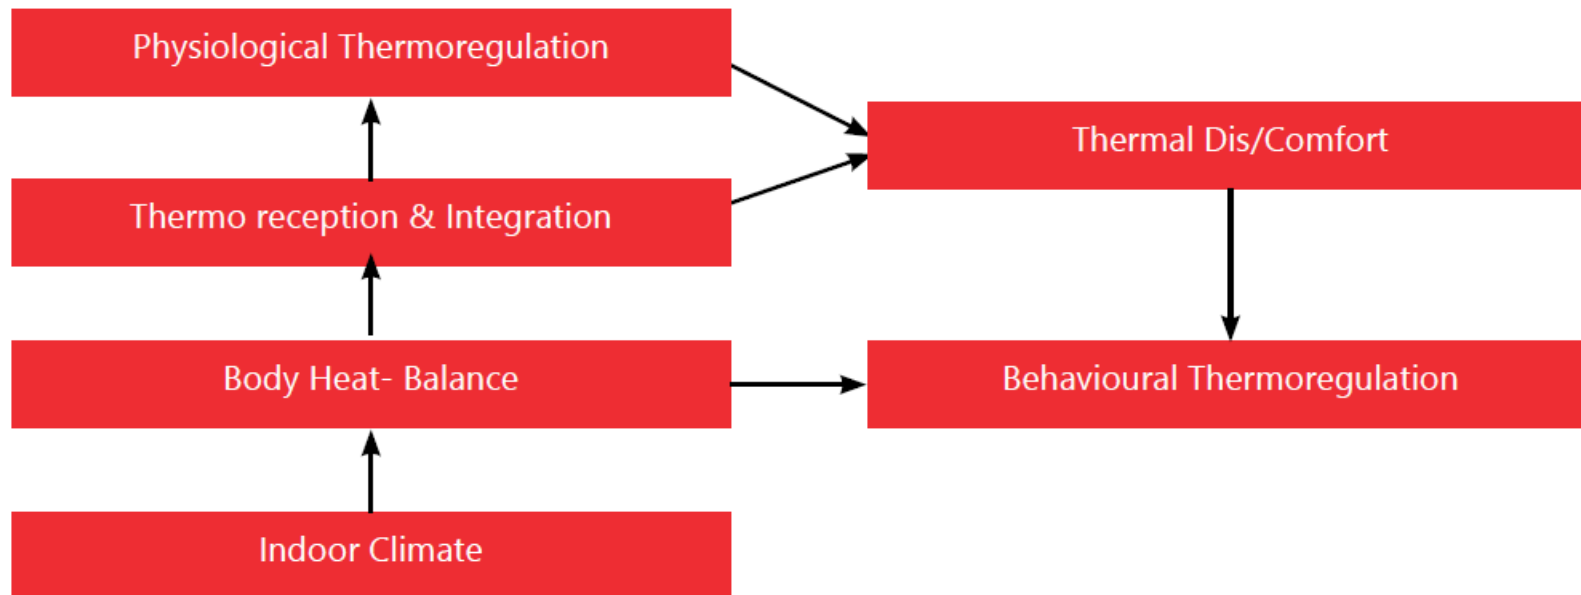 Physiological Thermoregulation
Thermal Dis/Comfort
Thermo reception & Integration
Body Heat- Balance
Behavioural Thermoregulation
Indoor Climate